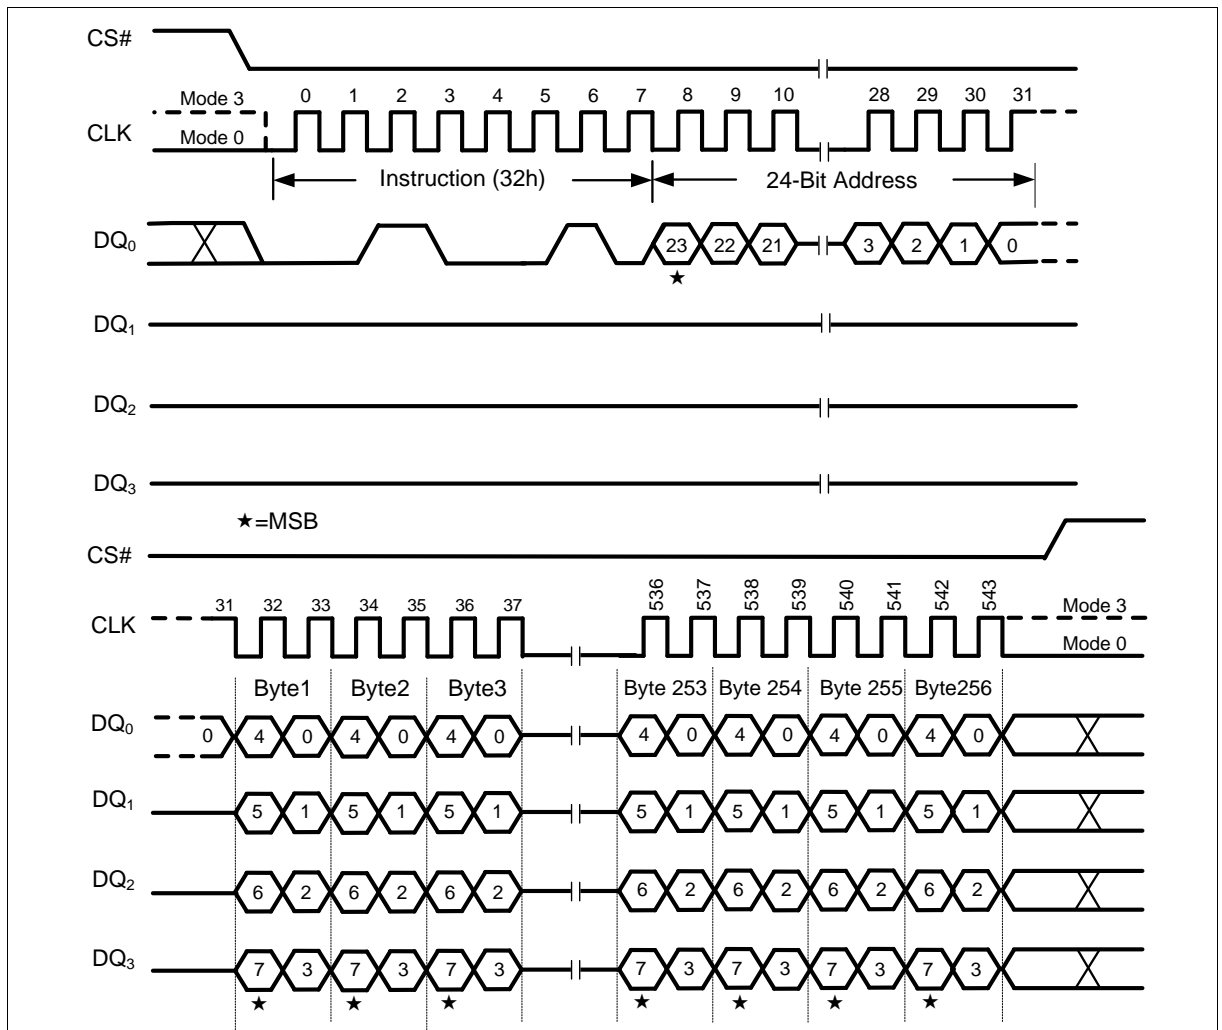 CS#
Mode 3
0 1 2 3 4 5 6 7 8 9 10 28 29 30 31
CLK
Mode 0
Instruction (32h) 24-Bit Address
DQ0 23 22 21 3 2 1 0
★
DQ1
DQ2
DQ3
★=MSB
CS#
31 32 33 34 35 36 37 536 537 538 539 540 541 542 543 Mode 3
CLK
Mode 0
Byte1 Byte2 Byte3 Byte 253 Byte 254 Byte 255 Byte256
DQ0 0 4 0 4 0 4 0 4 0 4 0 4 0 4 0
DQ1 5 1 5 1 5 1 5 1 5 1 5 1 5 1
DQ2 6 2 6 2 6 2 6 2 6 2 6 2 6 2
DQ3 7 3 7 3 7 3 7 3 7 3 7 3 7 3
★ ★ ★ ★ ★ ★ ★